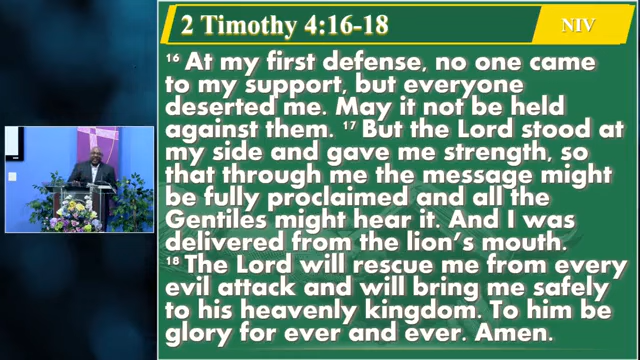 2 Timothy 4:16-18
NIV
16 At my first defense, no one came
to my support, but everyone
deserted me. May it not be held
against them. 17 But the Lord stood at
my side and gave me strength, so
that through me the message might
be fully proclaimed and all the
Gentiles might hear it. And I was
delivered from the lion's mouth.
18 The Lord will rescue me from every
evil attack and will bring me safely
to his heavenly kingdom. To him be
glory for ever and ever. Amen.